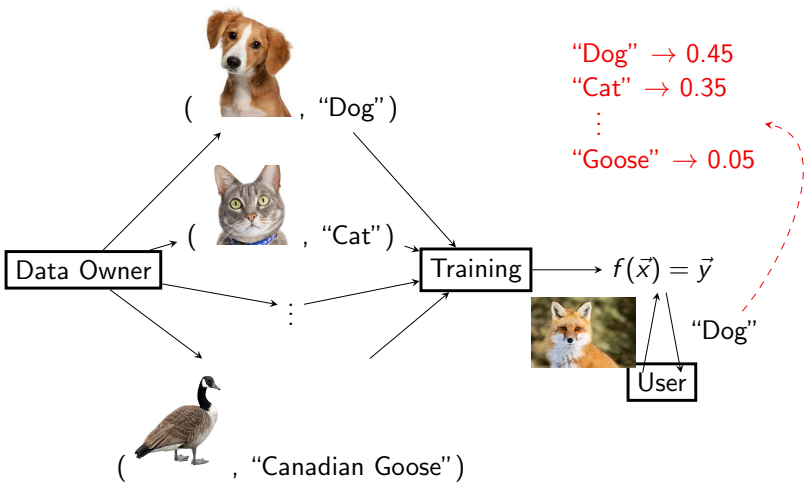 “Dog” → 0.45
“Cat” → 0.35
⋮
“Goose” → 0.05
( , “Dog”)
( , “Cat”)
Data Owner
Training
f(x⃗) = y⃗
⋮
“Dog”
User
( , “Canadian Goose”)